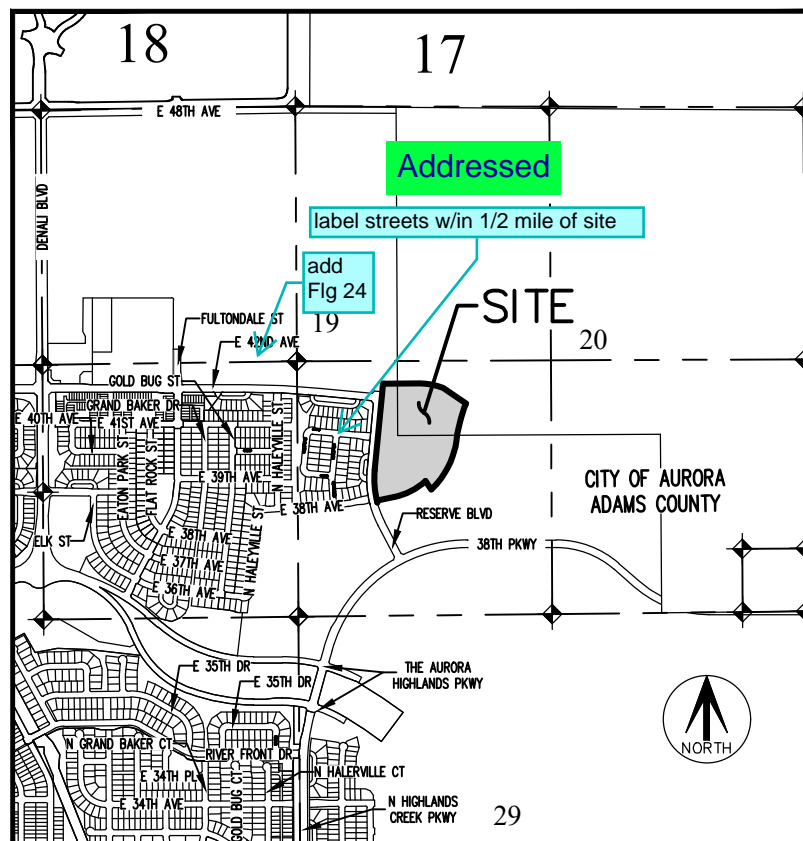 18
17
E 48TH AVE
Addressed
DENALI BLVD
label streets w/in 1/2 mile of site
add
Flg 24
FULTONDALE ST
19
SITE
20
E 42ND AVE
GOLD BUG ST
GRAND BAKER DR
E 40TH AVE
E 41ST AVE
N HALEYVILLE ST
EATON PARK ST
FLAT ROCK ST
E 39TH AVE
CITY OF AURORA
ADAMS COUNTY
E 38TH AVE
RESERVE BLVD
N HALEYVILLE ST
ELK ST
E 38TH AVE
38TH PKWY
E 37TH AVE
E 36TH AVE
E 35TH DR
THE AURORA
HIGHLANDS PKWY
E 35TH DR
N GRAND BAKER CT
RIVER FRONT DR
NORTH
E 34TH PL
N HALERVILLE CT
E 34TH AVE
GOLD BUG CT
N HIGHLANDS
CREEK PKWY
29